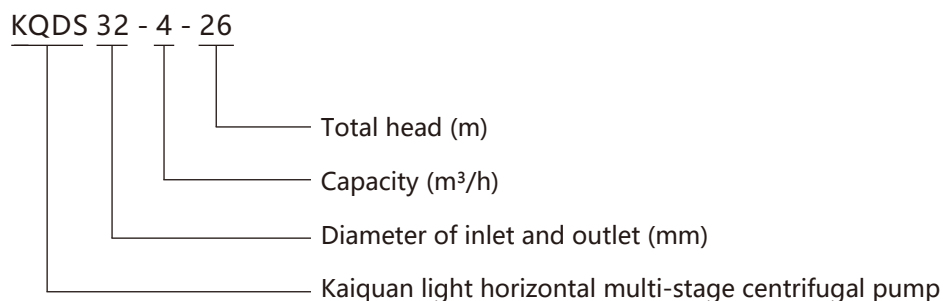 KQDS 32 - 4 - 26
Total head (m)
Capacity (m³/h)
Diameter of inlet and outlet (mm)
Kaiquan light horizontal multi-stage centrifugal pump